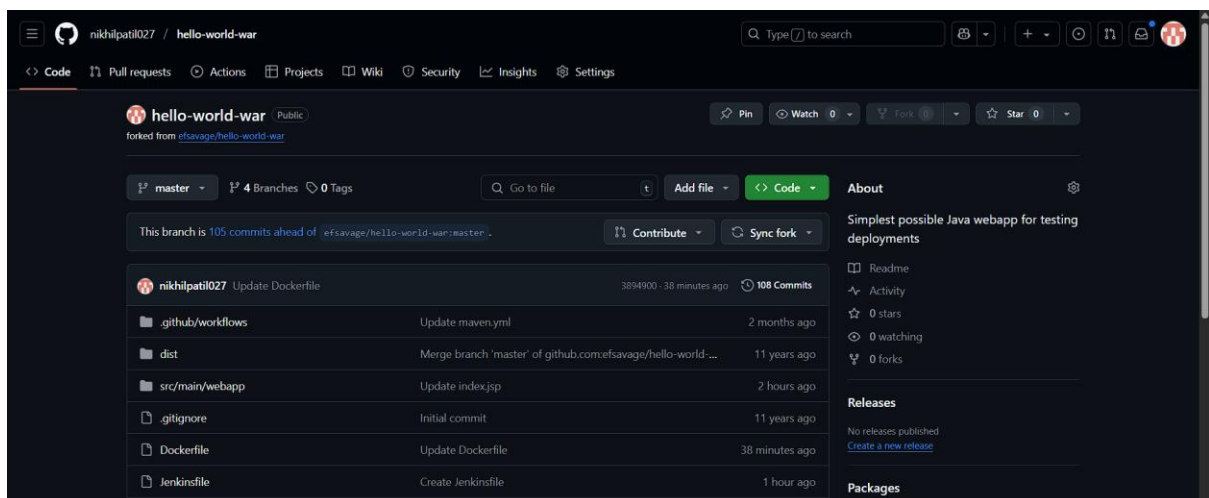 nikhilpatil027 / hello-world-war
Type / to search
<> Code Pull requests Actions Projects Wiki Security Insights Settings
hello-world-war Public
Pin Watch 0 Fork 0 Star 0
forked from efsavage/hello-world-war
master 4 Branches 0 Tags Go to file t Add file <> Code
About
Simplest possible Java webapp for testing
deployments
This branch is 105 commits ahead of efsavage/hello-world-war:master .
Contribute Sync fork
Readme
Activity
0 stars
0 watching
0 forks
nikhilpatil027 Update Dockerfile 3894900 · 38 minutes ago 108 Commits
.github/workflows Update maven.yml 2 months ago
dist Merge branch 'master' of github.com:efsavage/hello-world-... 11 years ago
src/main/webapp Update index.jsp 2 hours ago
.gitignore Initial commit 11 years ago
Dockerfile Update Dockerfile 38 minutes ago
Jenkinsfile Create Jenkinsfile 1 hour ago
Releases
No releases published
Create a new release
Packages